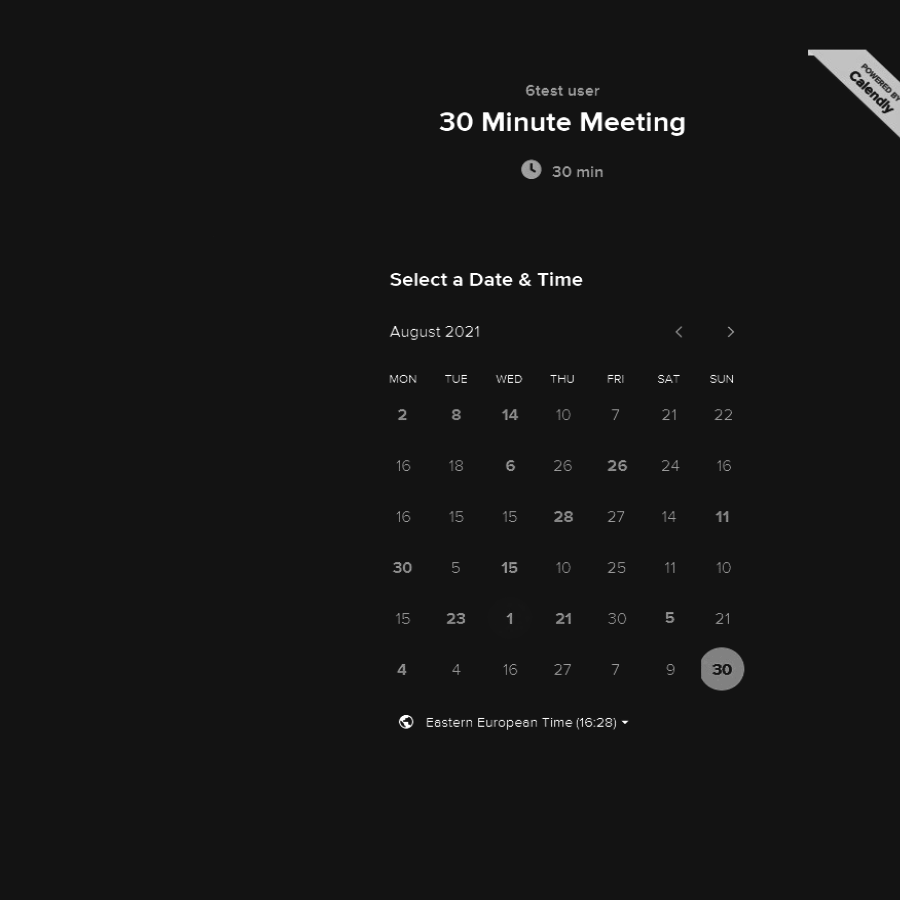 POWERED BY
Calendly
6test user
30 Minute Meeting
30 min
Select a Date & Time
August 2021
MON TUE WED THU FRI SAT SUN
2 8 14 10 7 21 22
16 18 6 26 26 24 16
16 15 15 28 27 14 11
30 5 15 10 25 11 10
15 23 1 21 30 5 21
4 4 16 27 7 9 30
Eastern European Time (16:28)